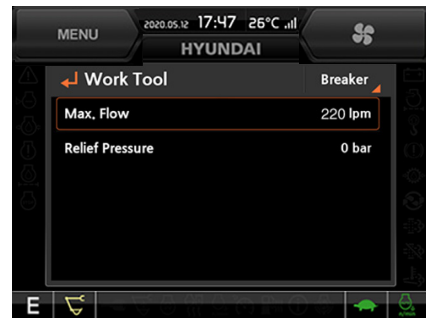 MENU
2020.05.12 17:47 26°C
HYUNDAI
Work Tool
Breaker
Max. Flow
220 lpm
Relief Pressure
0 bar
E